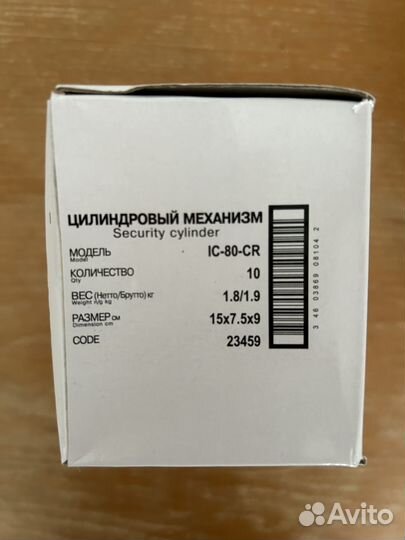 ЦИЛИНДРОВЫЙ МЕХАНИЗМ
Security cylinder
МОДЕЛЬ IC-80-CR
Model
КОЛИЧЕСТВО 10
Qty
ВЕС (Нетто/Брутто) кг 1.8/1.9
Weight n/g kg
РАЗМЕР см 15x7.5x9
Dimension cm
CODE 23459
3 46 03869 08104 2
Avito